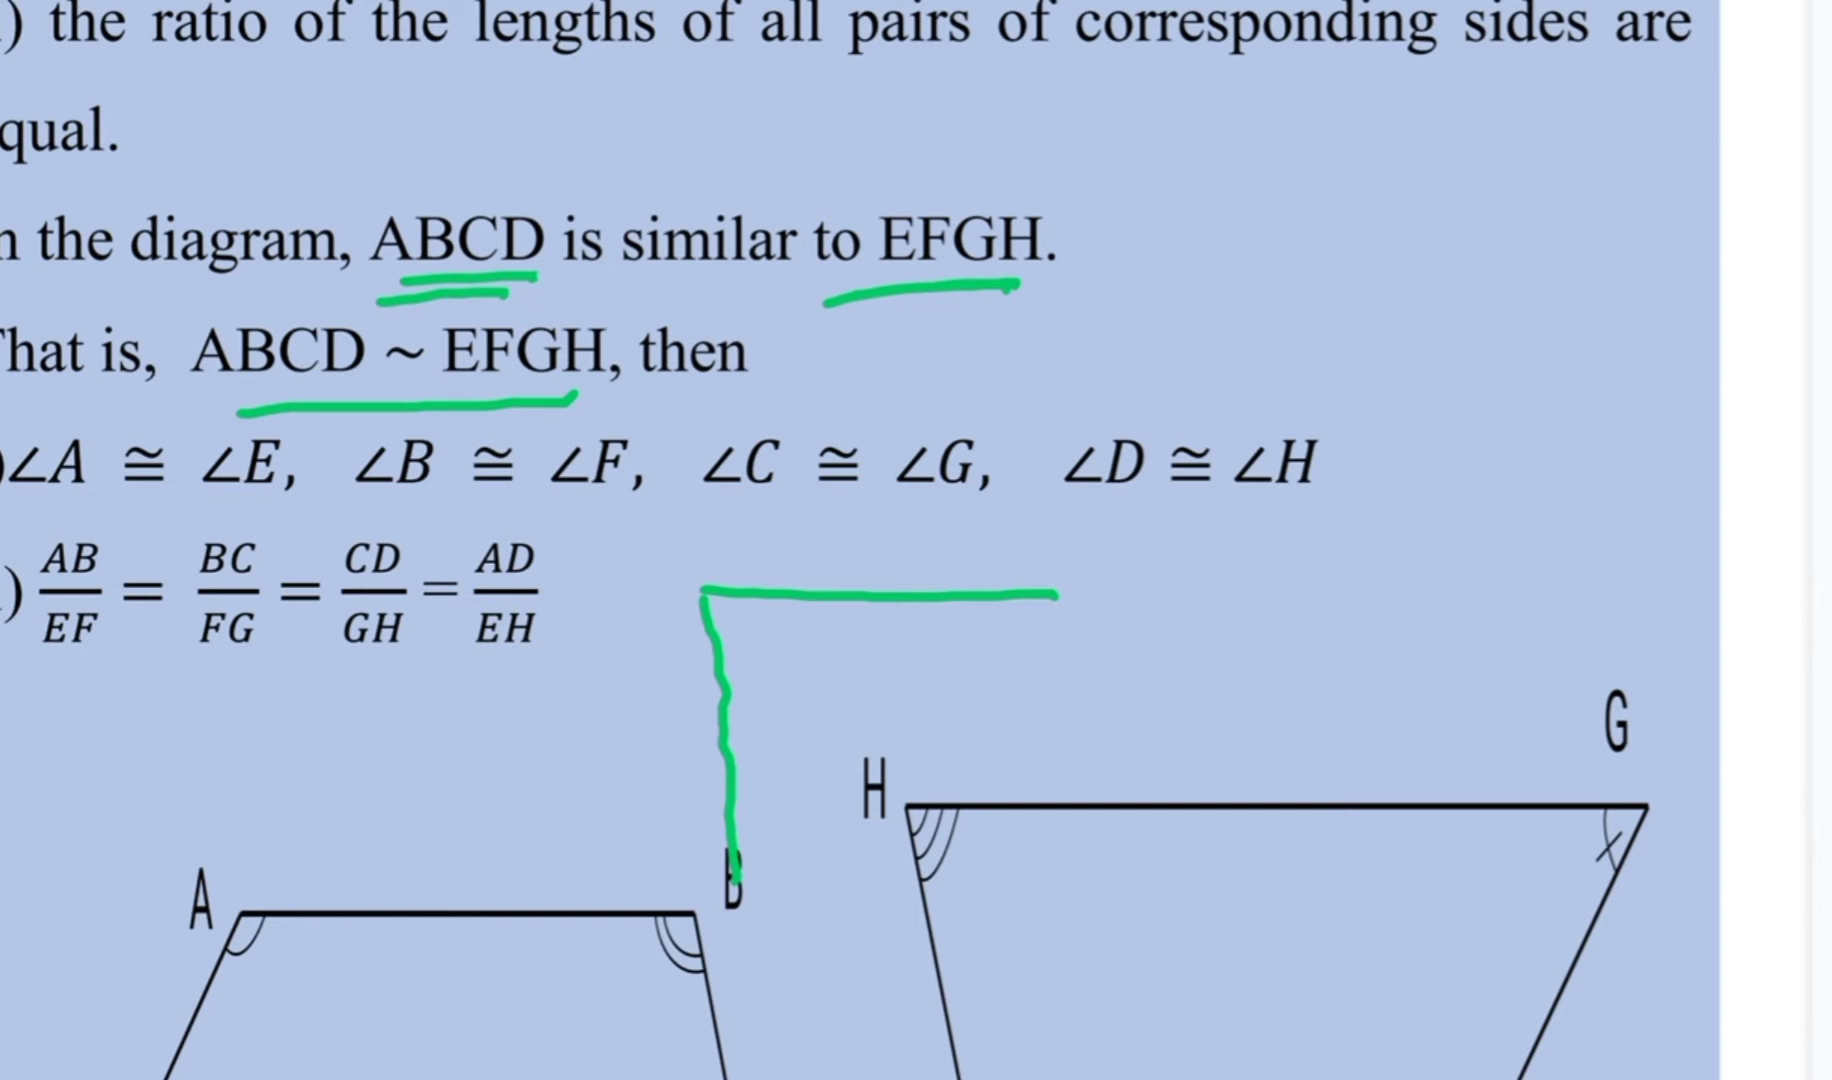 ) the ratio of the lengths of all pairs of corresponding sides are
qual.
n the diagram, ABCD is similar to EFGH.
hat is, ABCD ~ EFGH, then
)∠A ≅ ∠E, ∠B ≅ ∠F, ∠C ≅ ∠G, ∠D ≅ ∠H
) AB/EF = BC/FG = CD/GH = AD/EH
G
H
A
B